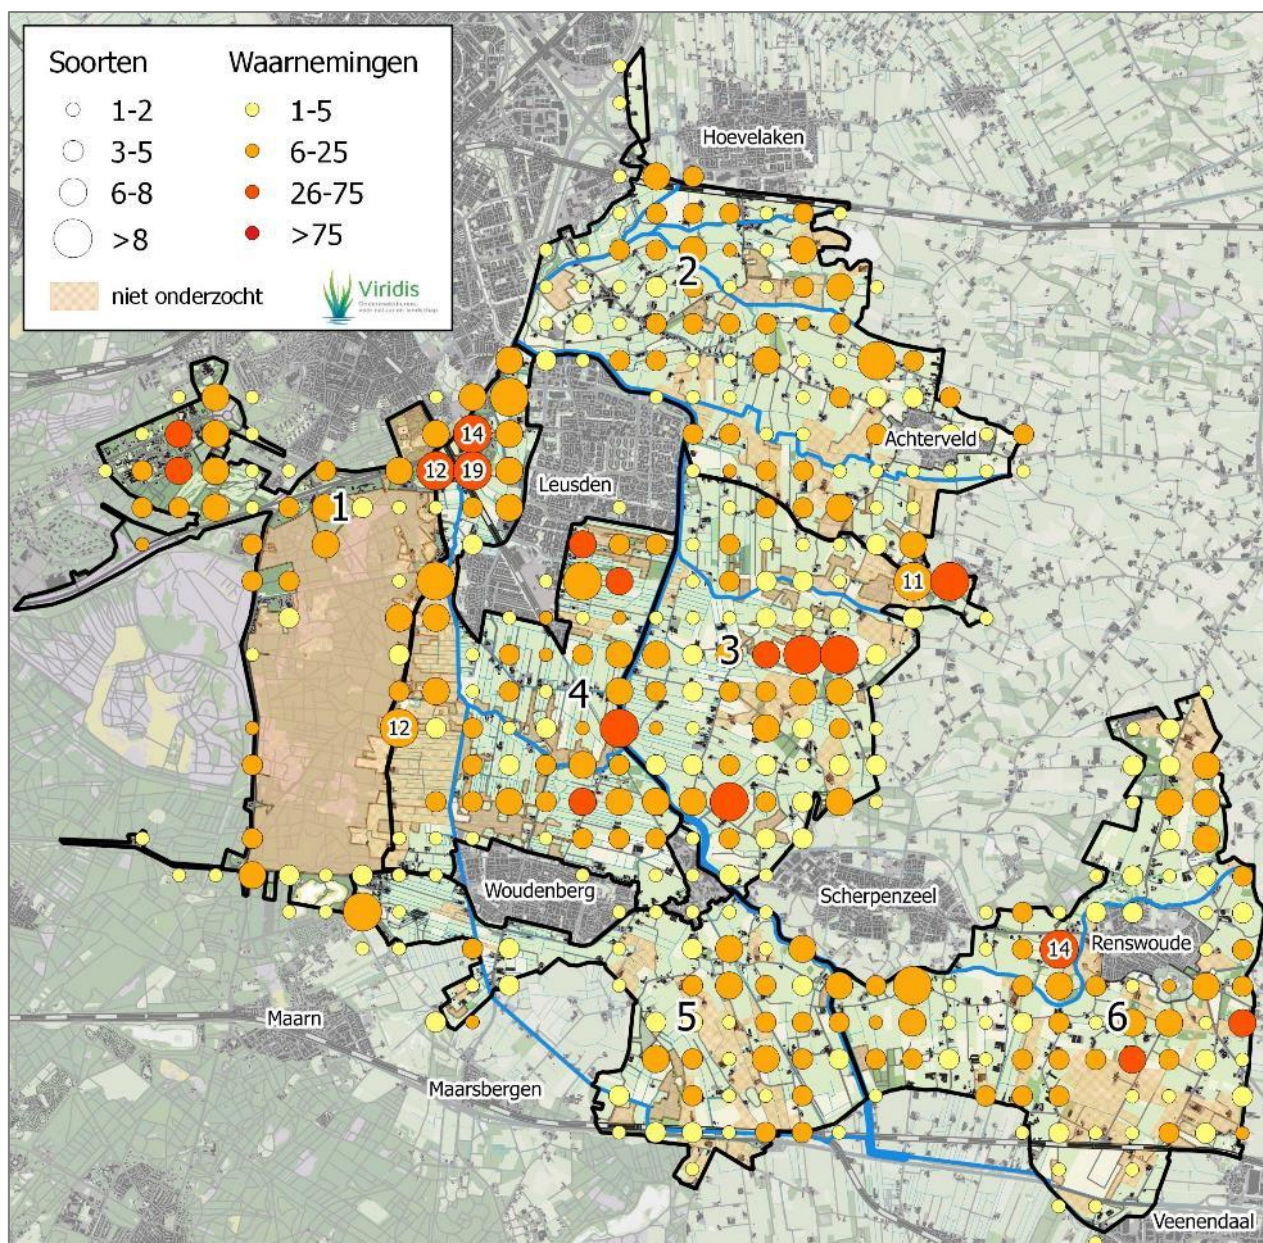 Soorten Waarnemingen
1-2 1-5
3-5 6-25
6-8 26-75
>8 >75
niet onderzocht Viridis
Hoevelaken
2
14
Achterveld
12 19
Leusden
1
11
3
4
12
Woudenberg
Scherpenzeel
14 Renswoude
Maarn
5
6
Maarsbergen
Veenendaal